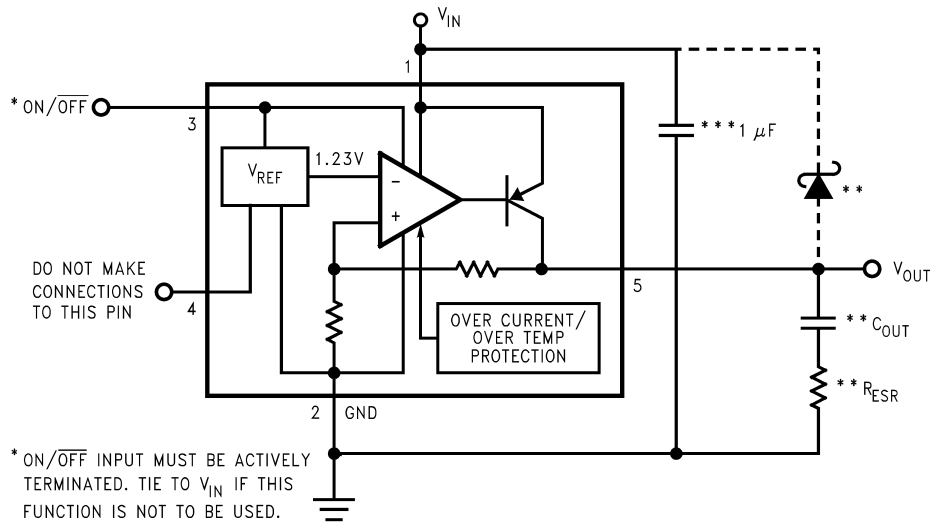 V_IN
1
*ON/OFF
3
1.23V
V_REF
***1 μF
**
DO NOT MAKE
CONNECTIONS
TO THIS PIN
4
5
V_OUT
OVER CURRENT/
OVER TEMP
PROTECTION
**C_OUT
**R_ESR
2 GND
*ON/OFF INPUT MUST BE ACTIVELY
TERMINATED. TIE TO V_IN IF THIS
FUNCTION IS NOT TO BE USED.
−
+